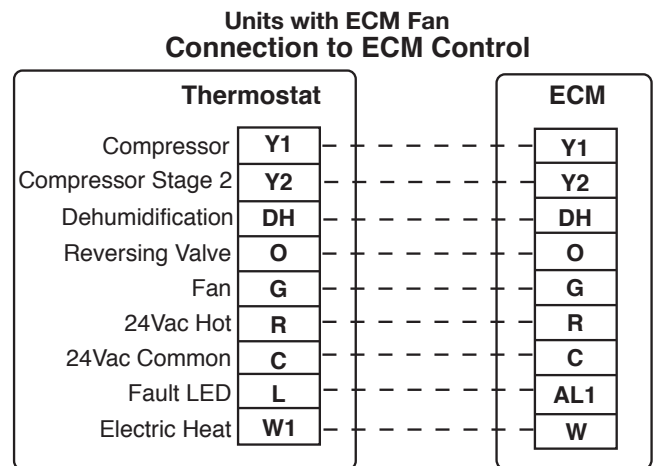 Units with ECM Fan
Connection to ECM Control
Thermostat ECM
Compressor Y1 Y1
Compressor Stage 2 Y2 Y2
Dehumidification DH DH
Reversing Valve O O
Fan G G
24Vac Hot R R
24Vac Common C C
Fault LED L AL1
Electric Heat W1 W